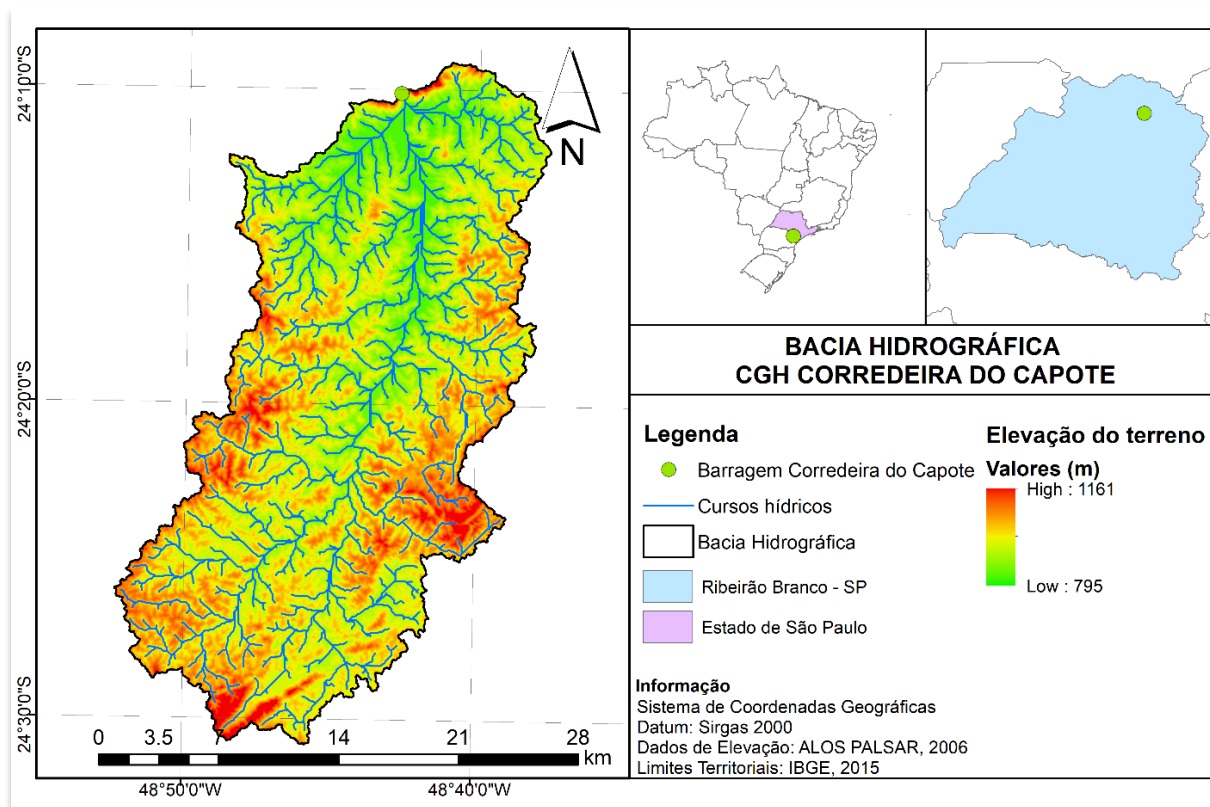 24°10'0"S
24°20'0"S
24°30'0"S
N
0 3.5 7 14 21 28
km
48°50'0"W 48°40'0"W
BACIA HIDROGRÁFICA
CGH CORREDEIRA DO CAPOTE
Legenda
Barragem Corredeira do Capote
Cursos hídricos
Bacia Hidrográfica
Ribeirão Branco - SP
Estado de São Paulo
Elevação do terreno
Valores (m)
High : 1161
Low : 795
Informação
Sistema de Coordenadas Geográficas
Datum: Sirgas 2000
Dados de Elevação: ALOS PALSAR, 2006
Limites Territoriais: IBGE, 2015